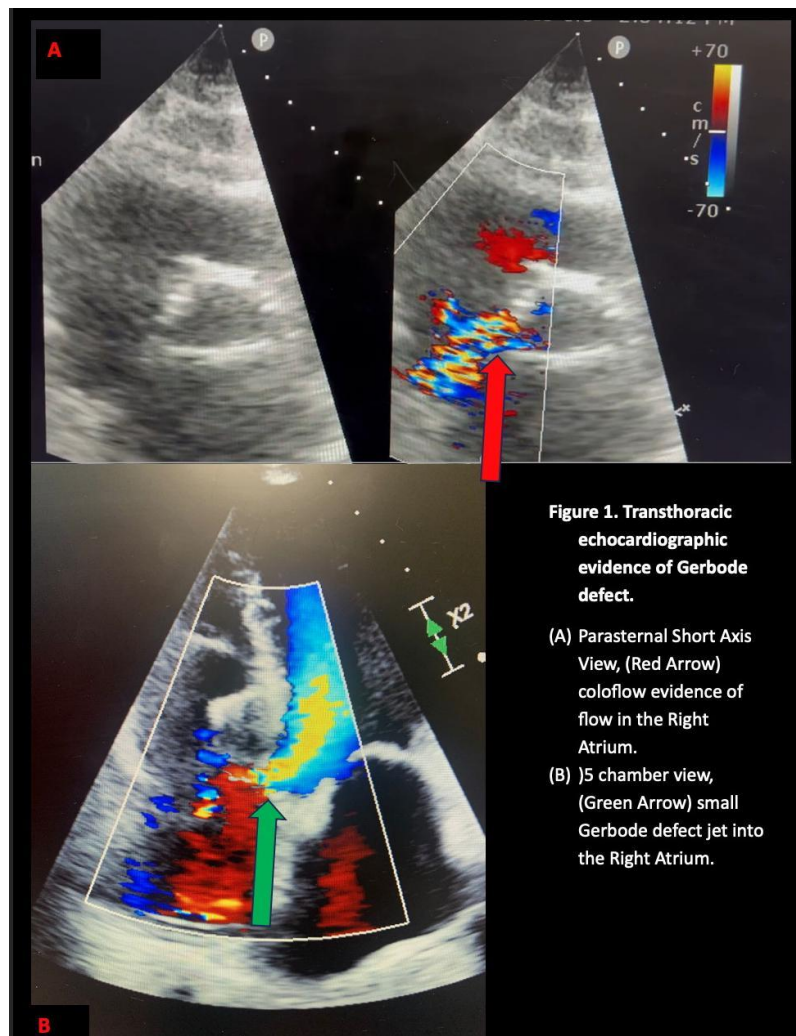 A
P
P
+70
c
m
/
s
-70
n
X2
Figure 1. Transthoracic
echocardiographic
evidence of Gerbode
defect.
(A) Parasternal Short Axis
View, (Red Arrow)
coloflow evidence of
flow in the Right
Atrium.
(B) )5 chamber view,
(Green Arrow) small
Gerbode defect jet into
the Right Atrium.
B